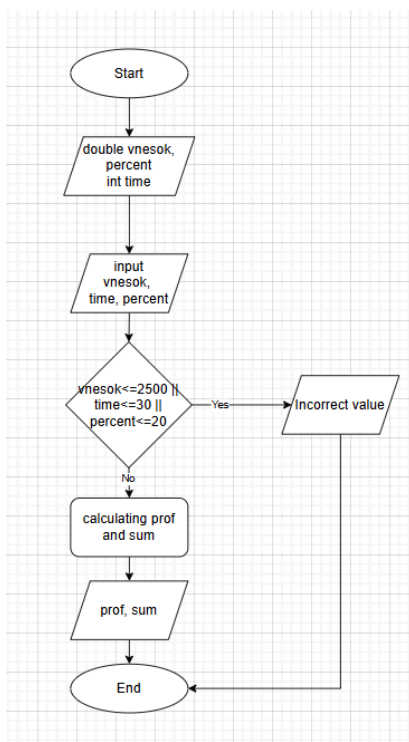 Start
double vnesok,
percent
int time
input
vnesok,
time, percent
vnesok<=2500 ||
time<=30 ||
percent<=20
Yes
Incorrect value
No
calculating prof
and sum
prof, sum
End